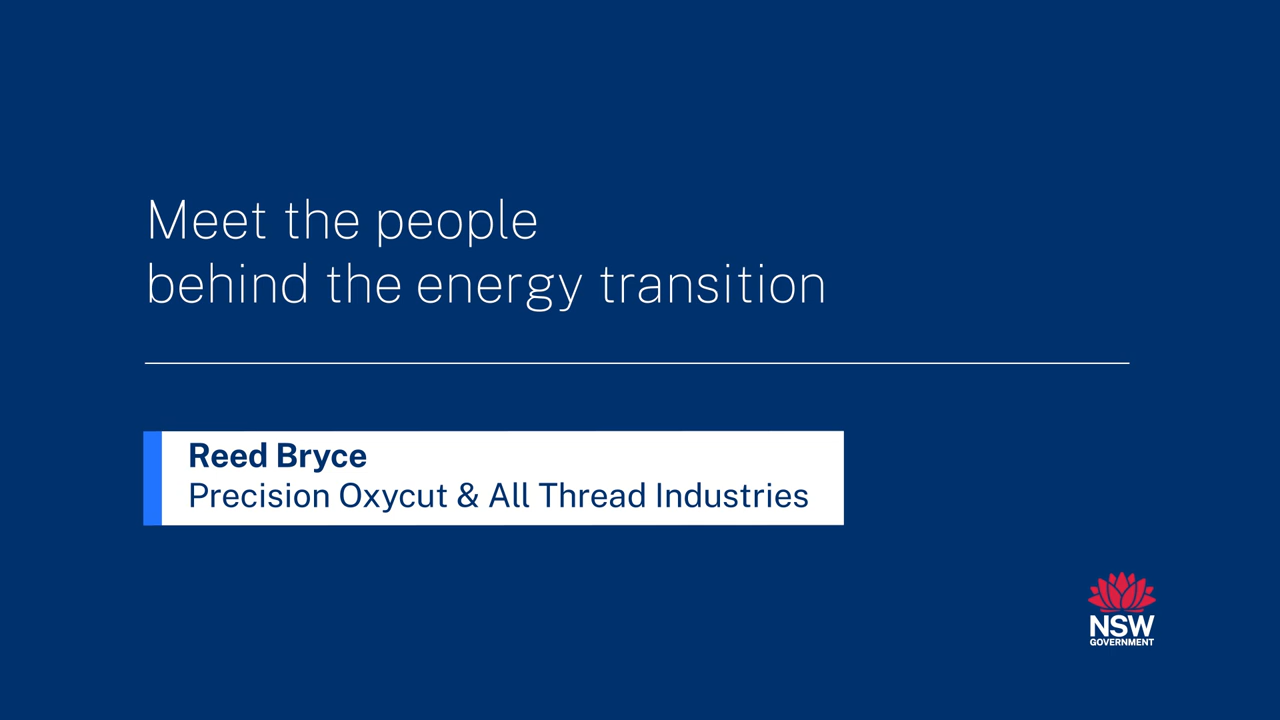 Meet the people
behind the energy transition
Reed Bryce
Precision Oxycut & All Thread Industries
NSW
GOVERNMENT